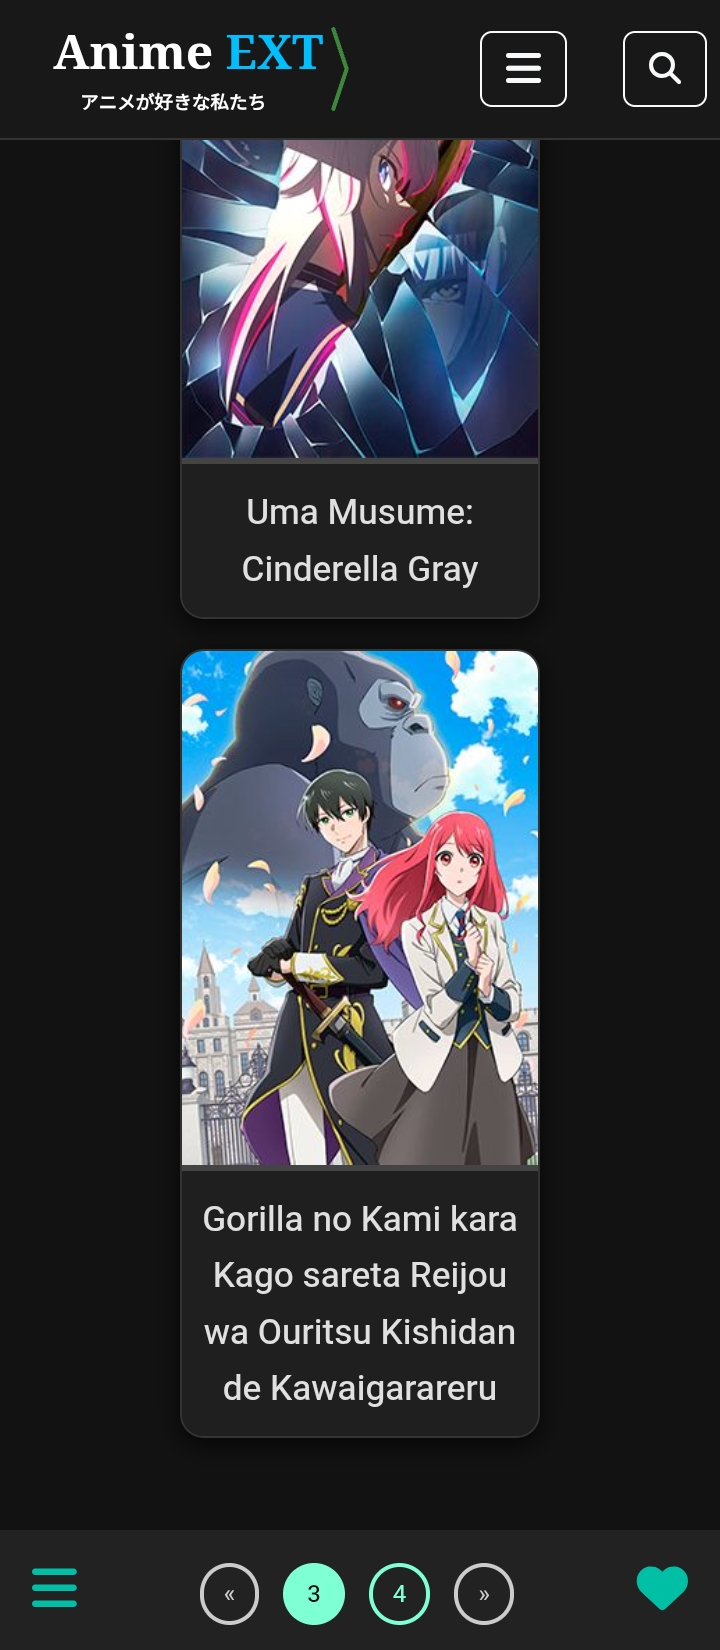 Anime EXT
アニメが好きな私たち
Uma Musume:
Cinderella Gray
Gorilla no Kami kara
Kago sareta Reijou
wa Ouritsu Kishidan
de Kawaigarareru
« 3 4 »